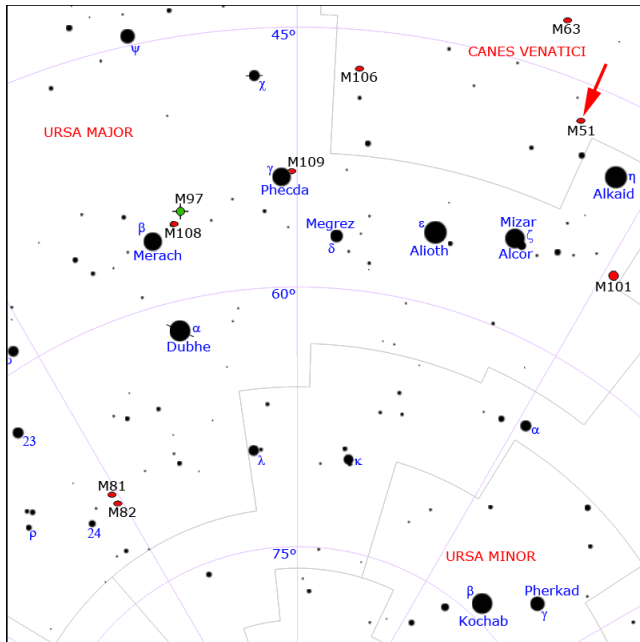 45°
M63
ψ
CANES VENATICI
M106
χ
M51
URSA MAJOR
M109
γ
Phecda
η
Alkaid
M97
β
M108
Merach
Megrez
δ
ε
Alioth
Mizar
ζ
Alcor
M101
60°
α
Dubhe
α
23
λ
κ
M81
M82
ρ
24
75°
URSA MINOR
β
Kochab
Pherkad
γ